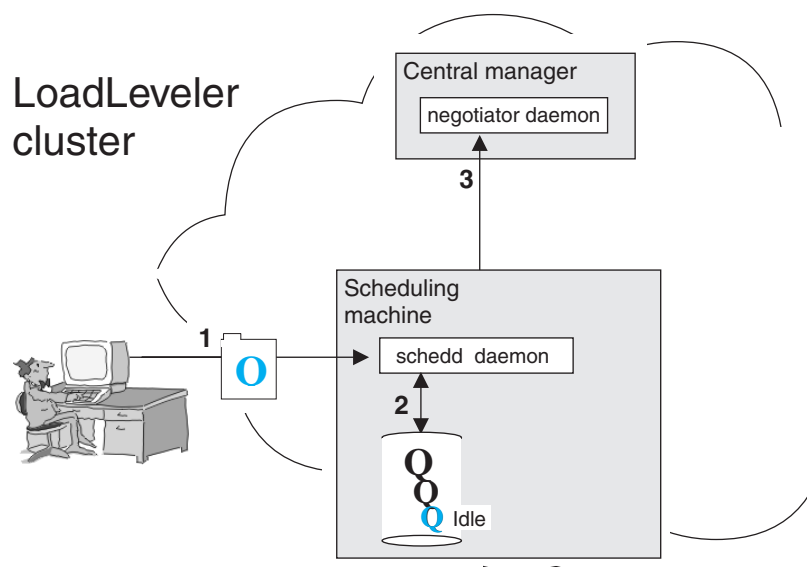 LoadLeveler
cluster
Central manager
negotiator daemon
3
Scheduling
machine
1
O
schedd daemon
2
Q
Q
Q Idle